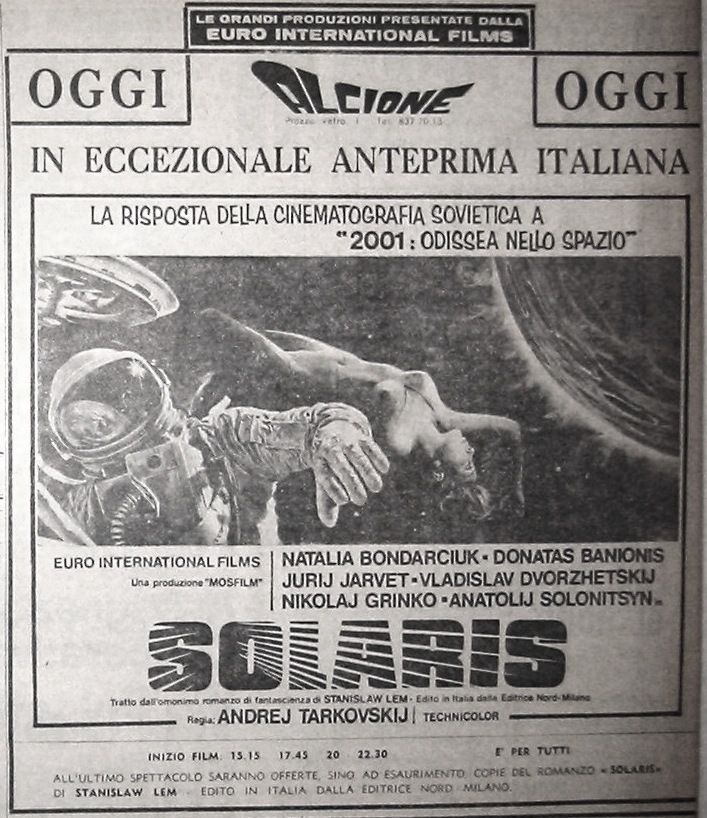 LE GRANDI PRODUZIONI PRESENTATE DALLA
EURO INTERNATIONAL FILMS
OGGI
ALCIONE
OGGI
IN ECCEZIONALE ANTEPRIMA ITALIANA
LA RISPOSTA DELLA CINEMATOGRAFIA SOVIETICA A
"2001: ODISSEA NELLO SPAZIO"
EURO INTERNATIONAL FILMS
Una produzione "MOSFILM"
NATALIA BONDARCIUK - DONATAS BANIONIS
JURIJ JARVET - VLADISLAV DVORZHETSKIJ
NIKOLAJ GRINKO - ANATOLIJ SOLONITSYN in
SOLARIS
Tratto dall'omonimo romanzo di fantascienza di STANISLAW LEM - Edito in Italia dalla Editrice Nord-Milano
Regia: ANDREJ TARKOVSKIJ | TECHNICOLOR
INIZIO FILM: 15.15 17.45 20 22.30 E' PER TUTTI
ALL'ULTIMO SPETTACOLO SARANNO OFFERTE, SINO AD ESAURIMENTO, COPIE DEL ROMANZO «SOLARIS»
DI STANISLAW LEM - EDITO IN ITALIA DALLA EDITRICE NORD - MILANO.